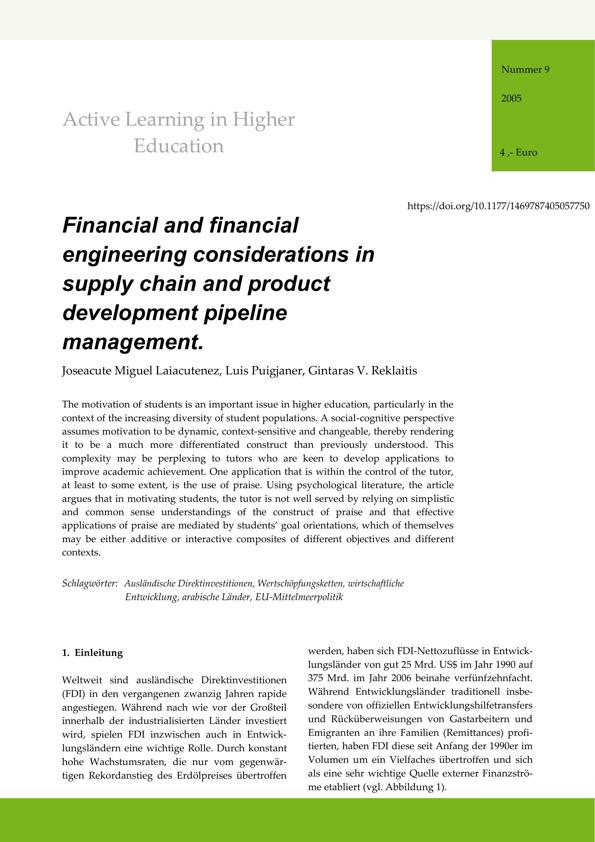 Nummer 9
2005
4 ,- Euro
Active Learning in Higher
Education
https://doi.org/10.1177/1469787405057750
Financial and financial
engineering considerations in
supply chain and product
development pipeline
management.
Joseacute Miguel Laiacutenez, Luis Puigjaner, Gintaras V. Reklaitis
The motivation of students is an important issue in higher education, particularly in the
context of the increasing diversity of student populations. A social-cognitive perspective
assumes motivation to be dynamic, context-sensitive and changeable, thereby rendering
it to be a much more differentiated construct than previously understood. This
complexity may be perplexing to tutors who are keen to develop applications to
improve academic achievement. One application that is within the control of the tutor,
at least to some extent, is the use of praise. Using psychological literature, the article
argues that in motivating students, the tutor is not well served by relying on simplistic
and common sense understandings of the construct of praise and that effective
applications of praise are mediated by students' goal orientations, which of themselves
may be either additive or interactive composites of different objectives and different
contexts.
Schlagwörter: Ausländische Direktinvestitionen, Wertschöpfungsketten, wirtschaftliche
Entwicklung, arabische Länder, EU-Mittelmeerpolitik
1. Einleitung
Weltweit sind ausländische Direktinvestitionen
(FDI) in den vergangenen zwanzig Jahren rapide
angestiegen. Während nach wie vor der Großteil
innerhalb der industrialisierten Länder investiert
wird, spielen FDI inzwischen auch in Entwick-
lungsländern eine wichtige Rolle. Durch konstant
hohe Wachstumsraten, die nur vom gegenwär-
tigen Rekordanstieg des Erdölpreises übertroffen
werden, haben sich FDI-Nettozuflüsse in Entwick-
lungsländer von gut 25 Mrd. US$ im Jahr 1990 auf
375 Mrd. im Jahr 2006 beinahe verfünfzehnfacht.
Während Entwicklungsländer traditionell insbe-
sondere von offiziellen Entwicklungshilfetransfers
und Rücküberweisungen von Gastarbeitern und
Emigranten an ihre Familien (Remittances) profi-
tierten, haben FDI diese seit Anfang der 1990er im
Volumen um ein Vielfaches übertroffen und sich
als eine sehr wichtige Quelle externer Finanzströ-
me etabliert (vgl. Abbildung 1).